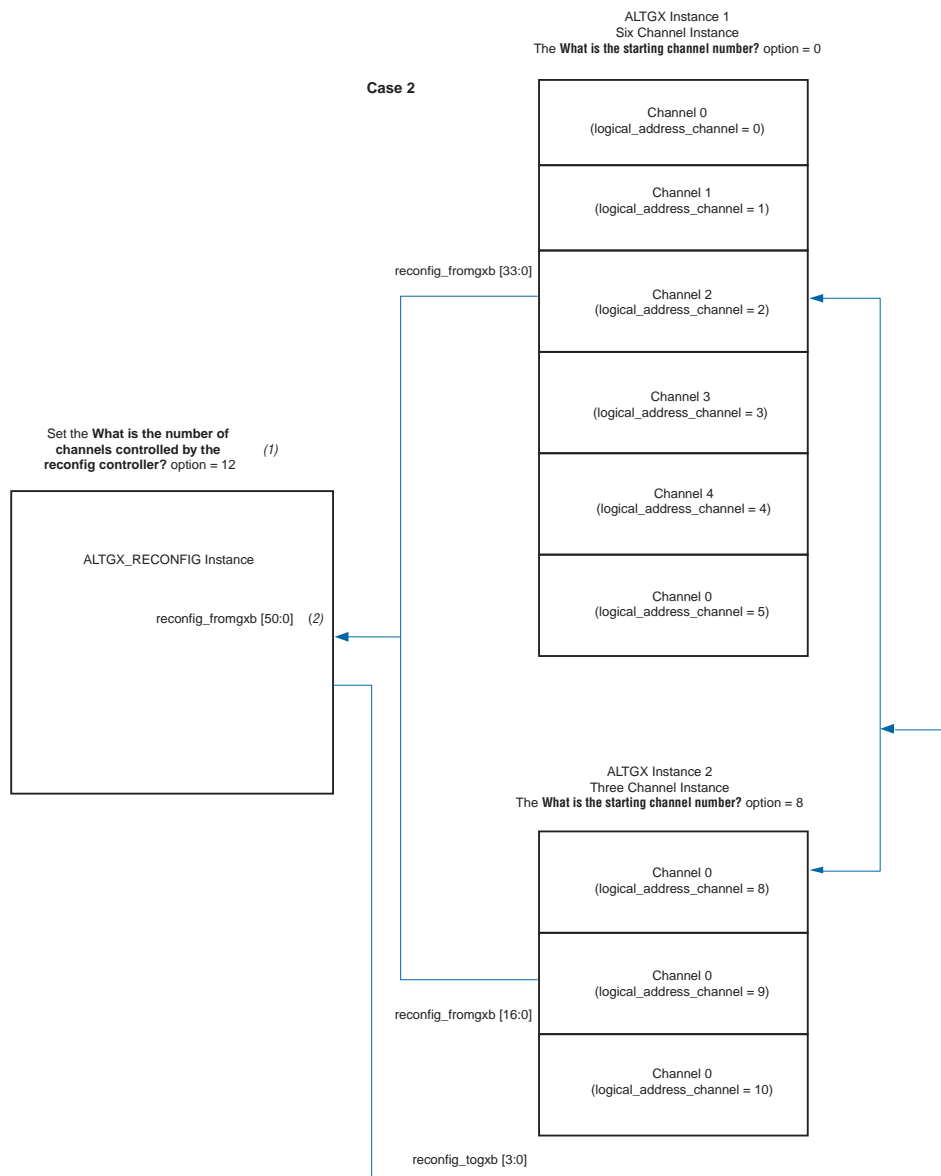 ALTGX Instance 1
Six Channel Instance
The What is the starting channel number? option = 0
Case 2
Channel 0
(logical_address_channel = 0)
Channel 1
(logical_address_channel = 1)
reconfig_fromgxb [33:0]
Channel 2
(logical_address_channel = 2)
Channel 3
(logical_address_channel = 3)
Set the What is the number of
channels controlled by the
reconfig controller? option = 12
(1)
Channel 4
(logical_address_channel = 4)
ALTGX_RECONFIG Instance
Channel 0
(logical_address_channel = 5)
reconfig_fromgxb [50:0] (2)
ALTGX Instance 2
Three Channel Instance
The What is the starting channel number? option = 8
Channel 0
(logical_address_channel = 8)
Channel 0
(logical_address_channel = 9)
reconfig_fromgxb [16:0]
Channel 0
(logical_address_channel = 10)
reconfig_togxb [3:0]